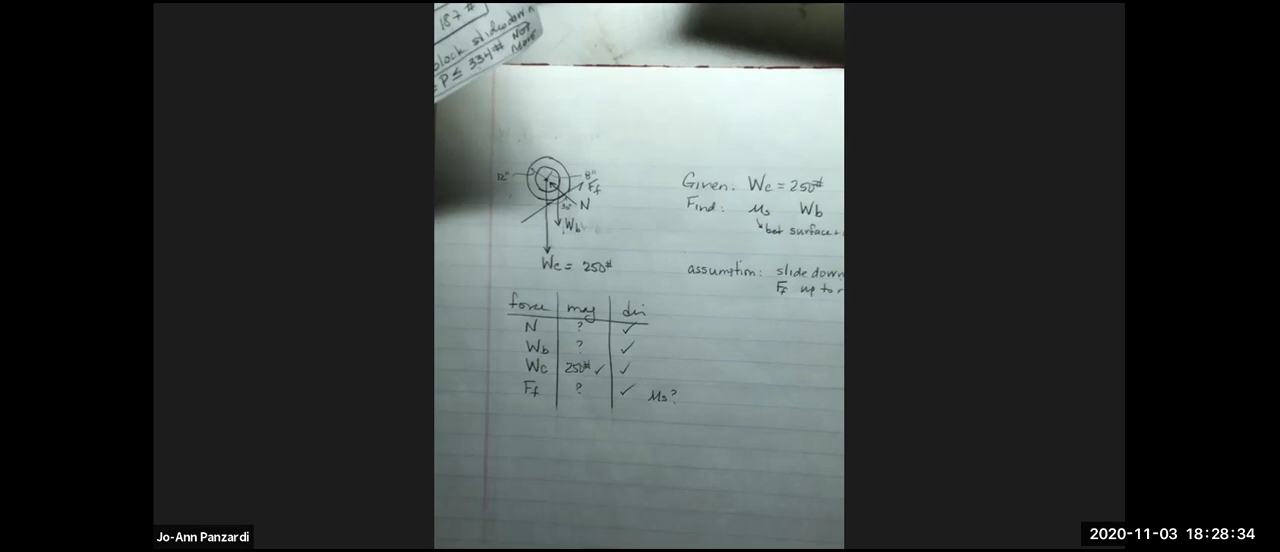 187 #
block slide down
P ≤ 334# NOT
More
12"
8"
Ff
30°
N
Wb
Wc = 250#
Given: Wc = 250#
Find: μs Wb
bet surface +
assumption: slide down
Ff up to r
force mag dir
N ? ✓
Wb ? ✓
Wc 250# ✓ ✓
Ff ? ✓ μs?
Jo-Ann Panzardi
2020-11-03 18:28:34